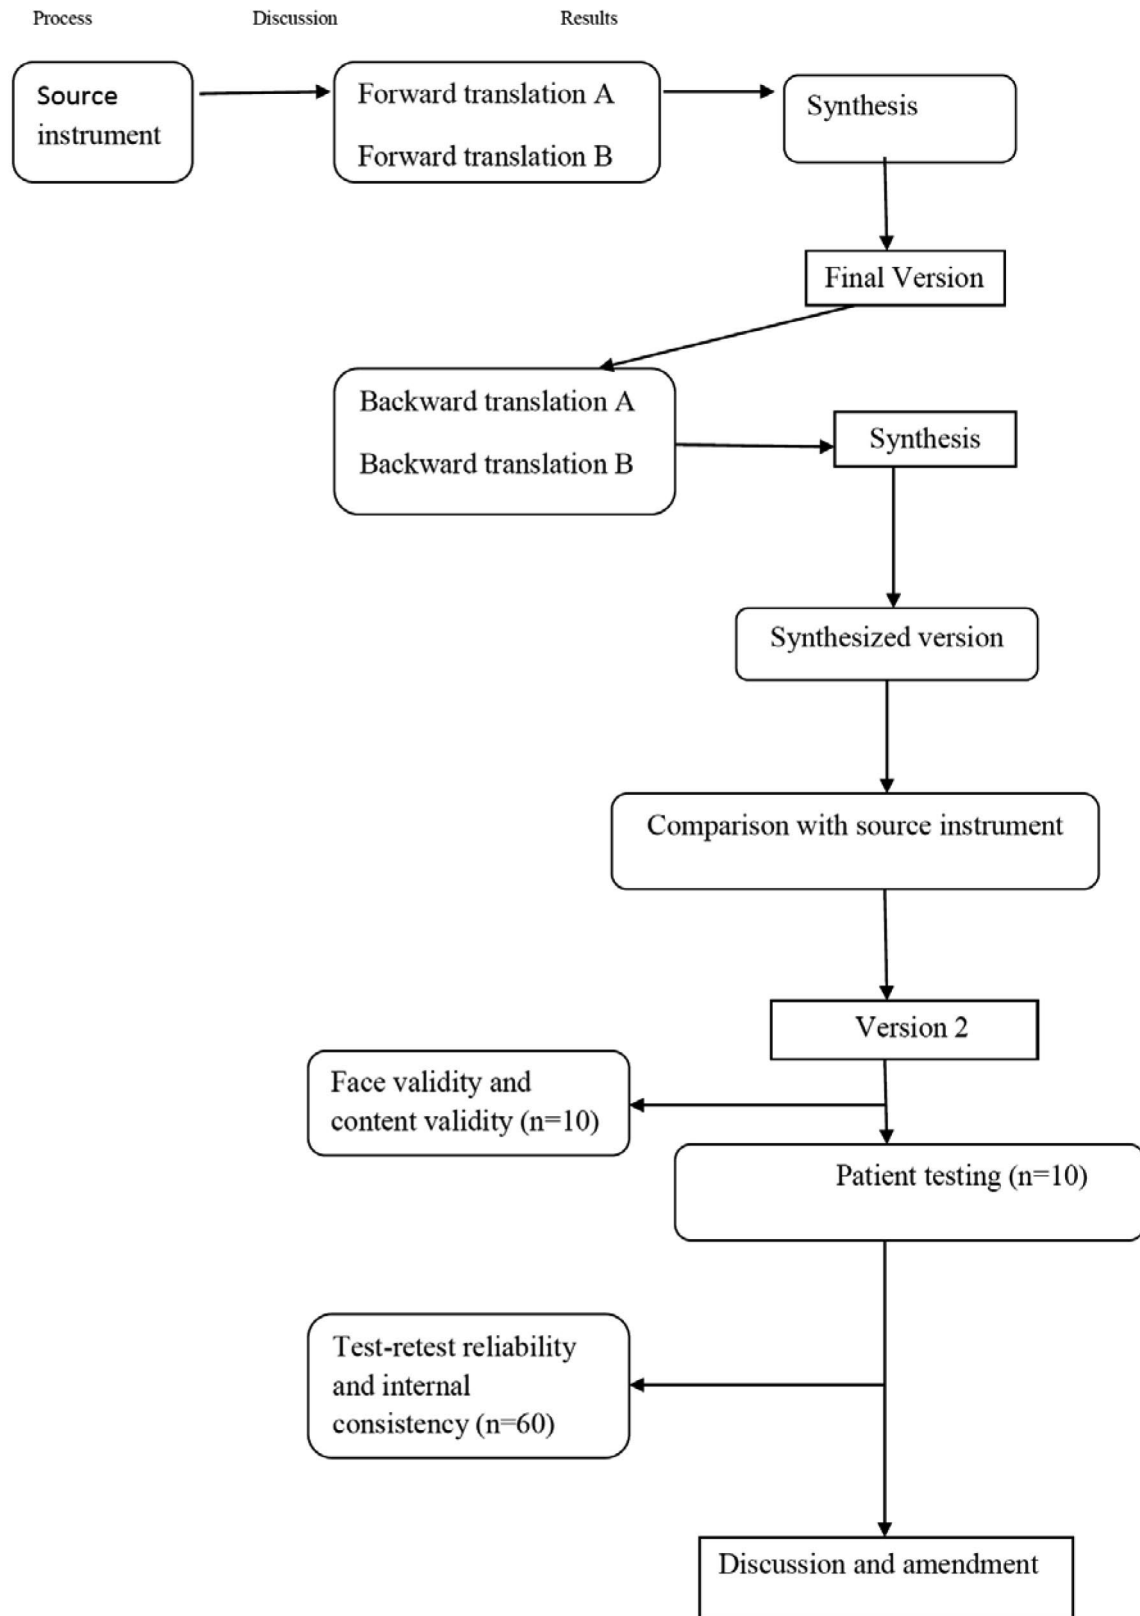 Process
Discussion
Results
Source
instrument
Forward translation A
Forward translation B
Synthesis
Final Version
Backward translation A
Backward translation B
Synthesis
Synthesized version
Comparison with source instrument
Version 2
Face validity and
content validity (n=10)
Patient testing (n=10)
Test-retest reliability
and internal
consistency (n=60)
Discussion and amendment